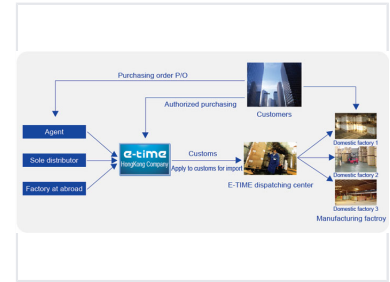 Purchasing order P/O
Authorized purchasing
Customers
Agent
Sole distributor
Factory at abroad
e-time
HongKang Company
Customs
Apply to customs for import
E-TIME dispatching center
Domestic factory 1
Domestic factory 2
Domestic factory 3
Manufacturing factroy